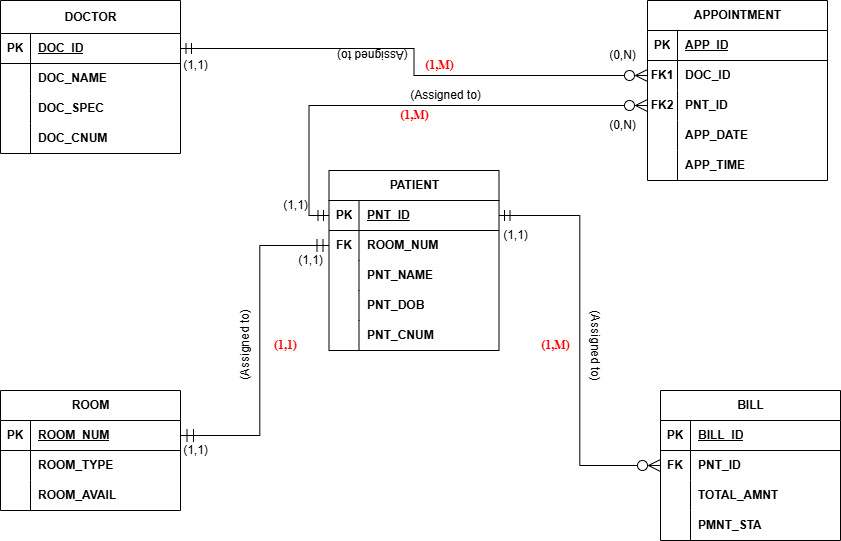 DOCTOR
PK DOC_ID
DOC_NAME
DOC_SPEC
DOC_CNUM
(1,1)
(Assigned to)
(1,M)
(0,N)
APPOINTMENT
PK APP_ID
FK1 DOC_ID
FK2 PNT_ID
APP_DATE
APP_TIME
(Assigned to)
(1,M)
(0,N)
(1,1)
PATIENT
PK PNT_ID
FK ROOM_NUM
PNT_NAME
PNT_DOB
PNT_CNUM
(1,1)
(1,1)
(Assigned to)
(1,1)
(1,M)
(Assigned to)
ROOM
PK ROOM_NUM
ROOM_TYPE
ROOM_AVAIL
(1,1)
BILL
PK BILL_ID
FK PNT_ID
TOTAL_AMNT
PMNT_STA